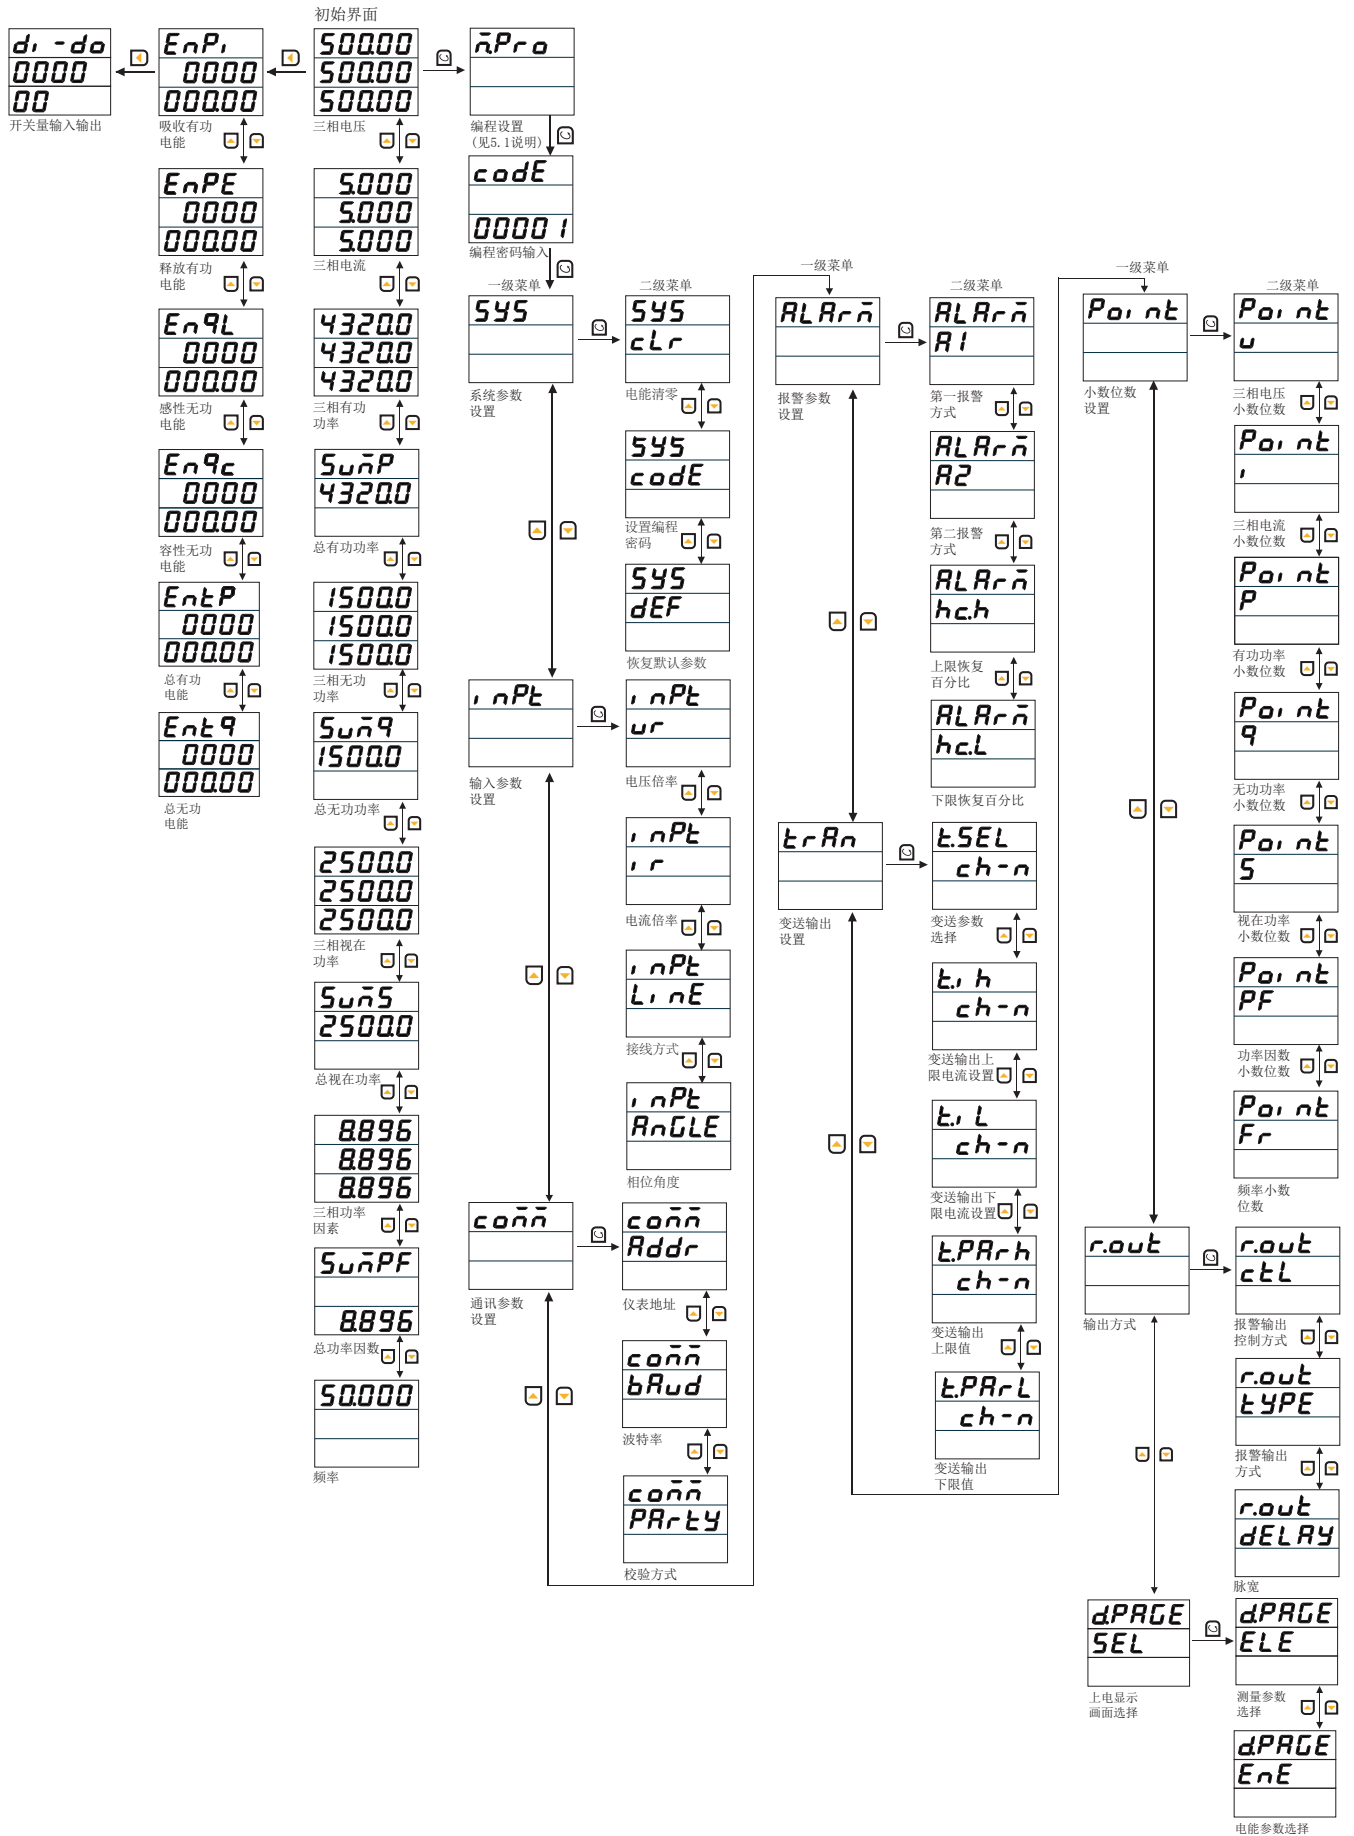 初始界面
di -do
0000
00
开关量输入输出
EnPi
0000
000.00
吸收有功
电能
EnPE
0000
000.00
释放有功
电能
EnqL
0000
000.00
感性无功
电能
Enqc
0000
000.00
容性无功
电能
EntP
0000
000.00
总有功
电能
Entq
0000
000.00
总无功
电能
500.00
500.00
500.00
三相电压
5.000
5.000
5.000
三相电流
4320.0
4320.0
4320.0
三相有功
功率
SumP
4320.0
总有功功率
1500.0
1500.0
1500.0
三相无功
功率
Sumq
1500.0
总无功功率
2500.0
2500.0
2500.0
三相视在
功率
SumS
2500.0
总视在功率
8.896
8.896
8.896
三相功率
因素
SumPF
8.896
总功率因数
50.000
频率
m.Pro
编程设置
(见5.1说明)
codE
00001
编程密码输入
一级菜单
SYS
系统参数
设置
inPt
输入参数
设置
comm
通讯参数
设置
二级菜单
SYS
cLr
电能清零
SYS
codE
设置编程
密码
SYS
dEF
恢复默认参数
inPt
ur
电压倍率
inPt
ir
电流倍率
inPt
LinE
接线方式
inPt
AnGLE
相位角度
comm
Addr
仪表地址
comm
bAud
波特率
comm
PArtY
校验方式
一级菜单
ALArm
报警参数
设置
trAn
变送输出
设置
二级菜单
ALArm
A1
第一报警
方式
ALArm
A2
第二报警
方式
ALArm
hc.h
上限恢复
百分比
ALArm
hc.L
下限恢复百分比
t.SEL
ch-n
变送参数
选择
t.i h
ch-n
变送输出上
限电流设置
t.i L
ch-n
变送输出下
限电流设置
t.PArh
ch-n
变送输出
上限值
t.PArL
ch-n
变送输出
下限值
一级菜单
Point
小数位数
设置
r.out
输出方式
d.PAGE
SEL
上电显示
画面选择
二级菜单
Point
u
三相电压
小数位数
Point
i
三相电流
小数位数
Point
P
有功功率
小数位数
Point
q
无功功率
小数位数
Point
S
视在功率
小数位数
Point
PF
功率因数
小数位数
Point
Fr
频率小数
位数
r.out
ctL
报警输出
控制方式
r.out
tYPE
报警输出
方式
r.out
dELAY
脉宽
d.PAGE
ELE
测量参数
选择
d.PAGE
EnE
电能参数选择